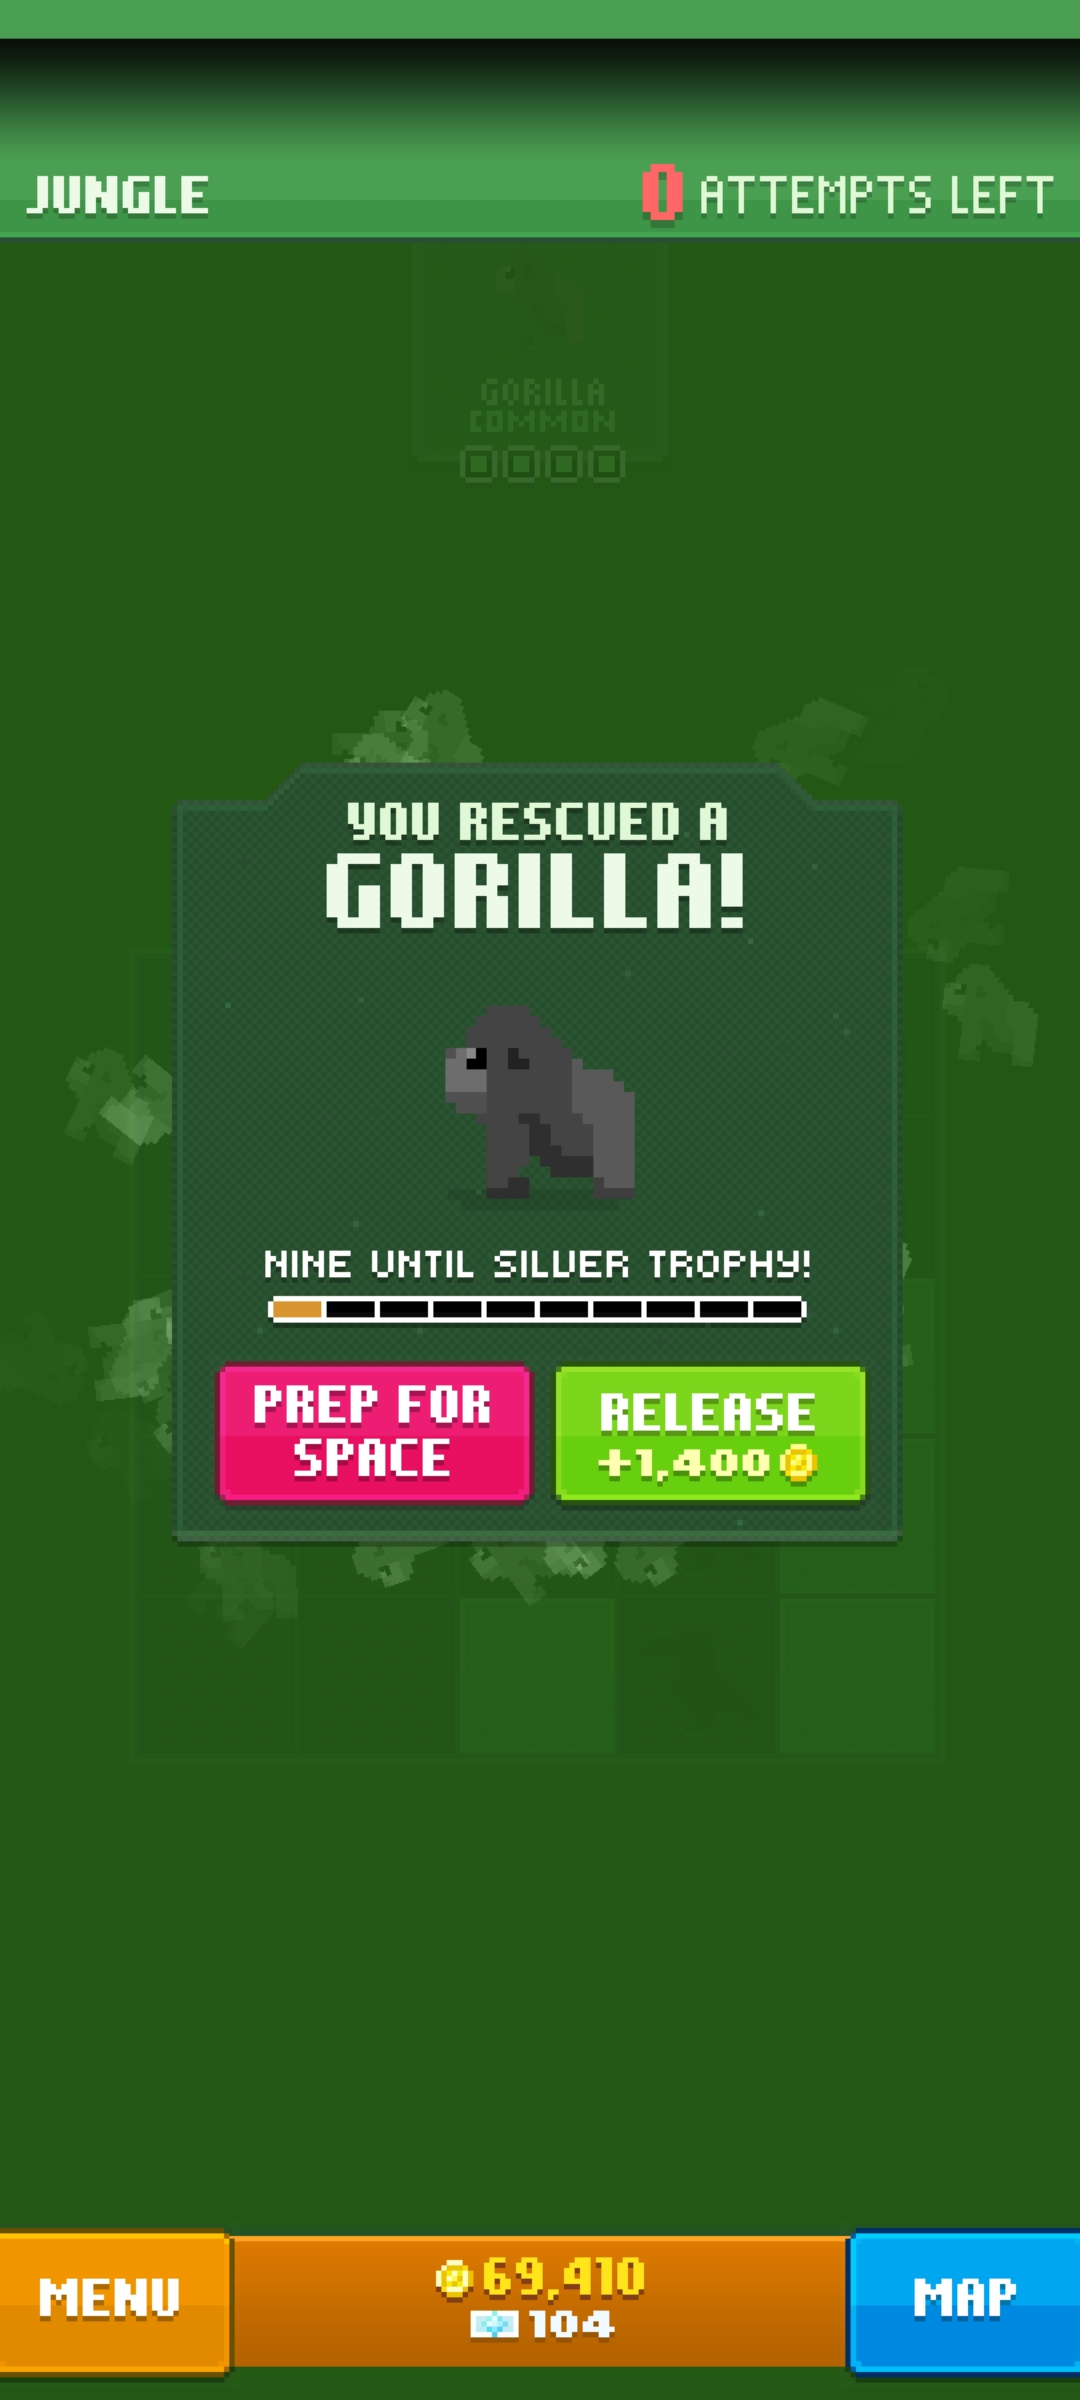 JUNGLE
0 ATTEMPTS LEFT
GORILLA
COMMON
YOU RESCUED A
GORILLA!
NINE UNTIL SILVER TROPHY!
PREP FOR
SPACE
RELEASE
+1,400
MENU
69,410
104
MAP